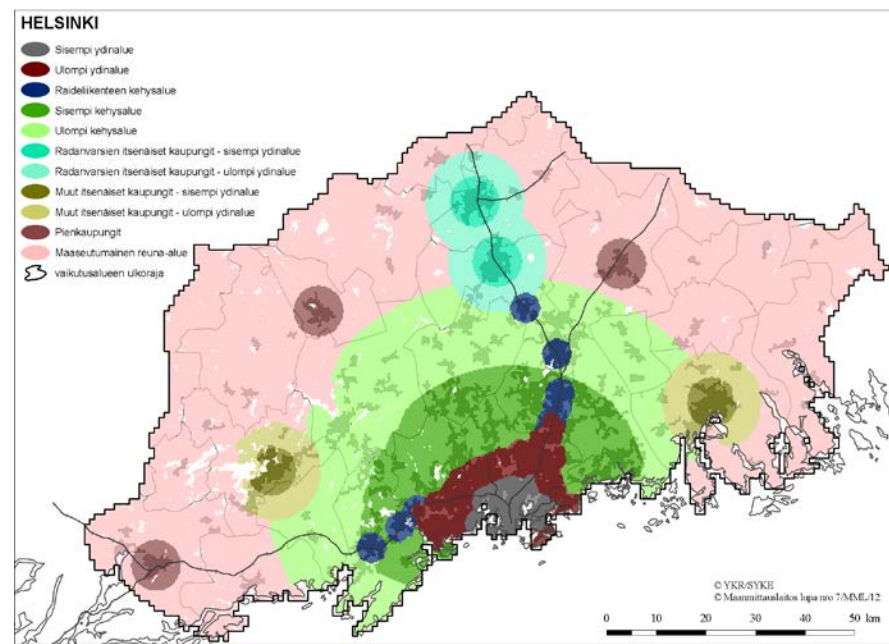 HELSINKI
Sisempi ydinalue
Ulompi ydinalue
Raideliikenteen kehysalue
Sisempi kehysalue
Ulompi kehysalue
Radanvarsien itsenäiset kaupungit - sisempi ydinalue
Radanvarsien itsenäiset kaupungit - ulompi ydinalue
Muut itsenäiset kaupungit - sisempi ydinalue
Muut itsenäiset kaupungit - ulompi ydinalue
Pienkaupungit
Maaseutumainen reuna-alue
vaikutusalueen ulkoraja
© YKR/SYKE
© Maanmittauslaitos lupa nro 7/MML/12
0 10 20 30 40 50 km